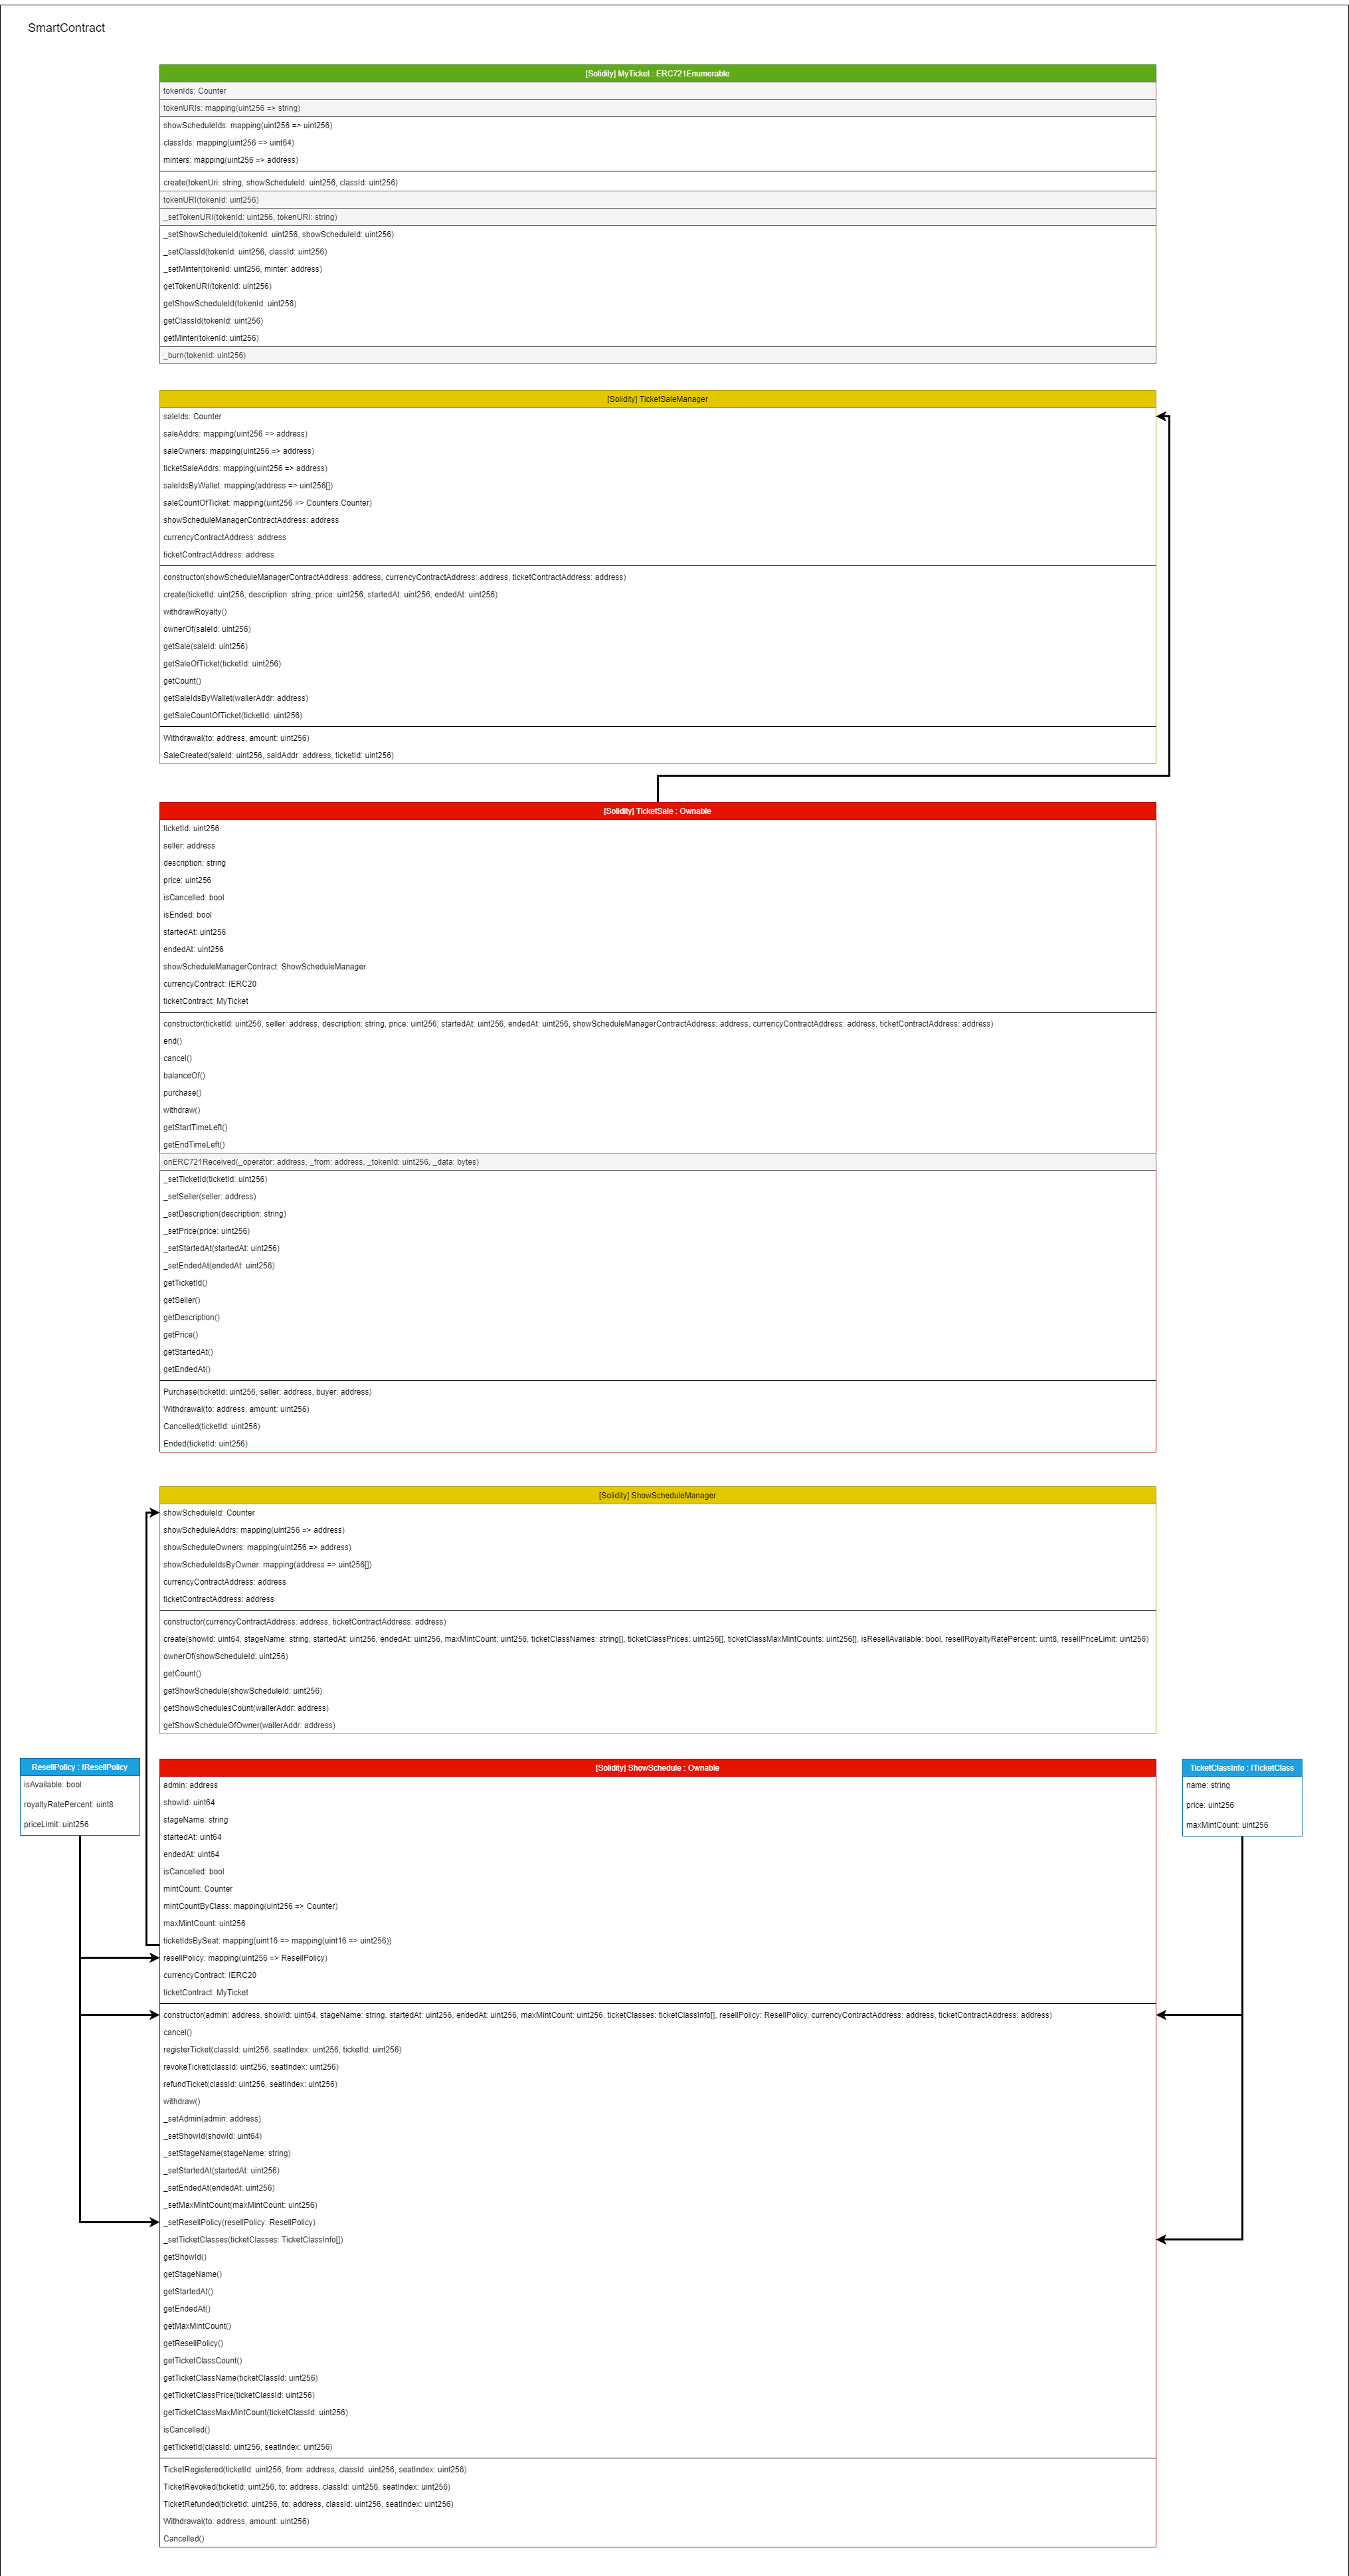 SmartContract
[Solidity] MyTicket : ERC721Enumerable
tokenIds: Counter
tokenURIs: mapping(uint256 => string)
showScheduleIds: mapping(uint256 => uint256)
classIds: mapping(uint256 => uint64)
minters: mapping(uint256 => address)
create(tokenUri: string, showScheduleId: uint256, classId: uint256)
tokenURI(tokenId: uint256)
_setTokenURI(tokenId: uint256, tokenURI: string)
_setShowScheduleId(tokenId: uint256, showScheduleId: uint256)
_setClassId(tokenId: uint256, classId: uint256)
_setMinter(tokenId: uint256, minter: address)
getTokenURI(tokenId: uint256)
getShowScheduleId(tokenId: uint256)
getClassId(tokenId: uint256)
getMinter(tokenId: uint256)
_burn(tokenId: uint256)
[Solidity] TicketSaleManager
saleIds: Counter
saleAddrs: mapping(uint256 => address)
saleOwners: mapping(uint256 => address)
ticketSaleAddrs: mapping(uint256 => address)
saleIdsByWallet: mapping(address => uint256[])
saleCountOfTicket: mapping(uint256 => Counters.Counter)
showScheduleManagerContractAddress: address
currencyContractAddress: address
ticketContractAddress: address
constructor(showScheduleManagerContractAddress: address, currencyContractAddress: address, ticketContractAddress: address)
create(ticketId: uint256, description: string, price: uint256, startedAt: uint256, endedAt: uint256)
withdrawRoyalty()
ownerOf(saleId: uint256)
getSale(saleId: uint256)
getSaleOfTicket(ticketId: uint256)
getCount()
getSaleIdsByWallet(wallerAddr: address)
getSaleCountOfTicket(ticketId: uint256)
Withdrawal(to: address, amount: uint256)
SaleCreated(saleId: uint256, saldAddr: address, ticketId: uint256)
[Solidity] TicketSale : Ownable
ticketId: uint256
seller: address
description: string
price: uint256
isCancelled: bool
isEnded: bool
startedAt: uint256
endedAt: uint256
showScheduleManagerContract: ShowScheduleManager
currencyContract: IERC20
ticketContract: MyTicket
constructor(ticketId: uint256, seller: address, description: string, price: uint256, startedAt: uint256, endedAt: uint256, showScheduleManagerContractAddress: address, currencyContractAddress: address, ticketContractAddress: address)
end()
cancel()
balanceOf()
purchase()
withdraw()
getStartTimeLeft()
getEndTimeLeft()
onERC721Received(_operator: address, _from: address, _tokenId: uint256, _data: bytes)
_setTicketId(ticketId: uint256)
_setSeller(seller: address)
_setDescription(description: string)
_setPrice(price: uint256)
_setStartedAt(startedAt: uint256)
_setEndedAt(endedAt: uint256)
getTicketId()
getSeller()
getDescription()
getPrice()
getStartedAt()
getEndedAt()
Purchase(ticketId: uint256, seller: address, buyer: address)
Withdrawal(to: address, amount: uint256)
Cancelled(ticketId: uint256)
Ended(ticketId: uint256)
[Solidity] ShowScheduleManager
showScheduleId: Counter
showScheduleAddrs: mapping(uint256 => address)
showScheduleOwners: mapping(uint256 => address)
showScheduleIdsByOwner: mapping(address => uint256[])
currencyContractAddress: address
ticketContractAddress: address
constructor(currencyContractAddress: address, ticketContractAddress: address)
create(showId: uint64, stageName: string, startedAt: uint256, endedAt: uint256, maxMintCount: uint256, ticketClassNames: string[], ticketClassPrices: uint256[], ticketClassMaxMintCounts: uint256[], isResellAvailable: bool, resellRoyaltyRatePercent: uint8, resellPriceLimit: uint256)
ownerOf(showScheduleId: uint256)
getCount()
getShowSchedule(showScheduleId: uint256)
getShowSchedulesCount(wallerAddr: address)
getShowScheduleOfOwner(wallerAddr: address)
ResellPolicy : IResellPolicy
isAvailable: bool
royaltyRatePercent: uint8
priceLimit: uint256
[Solidity] ShowSchedule : Ownable
admin: address
showId: uint64
stageName: string
startedAt: uint64
endedAt: uint64
isCancelled: bool
mintCount: Counter
mintCountByClass: mapping(uint256 => Counter)
maxMintCount: uint256
ticketIdsBySeat: mapping(uint16 => mapping(uint16 => uint256))
resellPolicy: mapping(uint256 => ResellPolicy)
currencyContract: IERC20
ticketContract: MyTicket
constructor(admin: address, showId: uint64, stageName: string, startedAt: uint256, endedAt: uint256, maxMintCount: uint256, ticketClasses: ticketClassInfo[], resellPolicy: ResellPolicy, currencyContractAddress: address, ticketContractAddress: address)
cancel()
registerTicket(classId: uint256, seatIndex: uint256, ticketId: uint256)
revokeTicket(classId: uint256, seatIndex: uint256)
refundTicket(classId: uint256, seatIndex: uint256)
withdraw()
_setAdmin(admin: address)
_setShowId(showId: uint64)
_setStageName(stageName: string)
_setStartedAt(startedAt: uint256)
_setEndedAt(endedAt: uint256)
_setMaxMintCount(maxMintCount: uint256)
_setResellPolicy(resellPolicy: ResellPolicy)
_setTicketClasses(ticketClasses: TicketClassInfo[])
getShowId()
getStageName()
getStartedAt()
getEndedAt()
getMaxMintCount()
getResellPolicy()
getTicketClassCount()
getTicketClassName(ticketClassId: uint256)
getTicketClassPrice(ticketClassId: uint256)
getTicketClassMaxMintCount(ticketClassId: uint256)
isCancelled()
getTicketId(classId: uint256, seatIndex: uint256)
TicketRegistered(ticketId: uint256, from: address, classId: uint256, seatIndex: uint256)
TicketRevoked(ticketId: uint256, to: address, classId: uint256, seatIndex: uint256)
TicketRefunded(ticketId: uint256, to: address, classId: uint256, seatIndex: uint256)
Withdrawal(to: address, amount: uint256)
Cancelled()
TicketClassInfo : ITicketClass
name: string
price: uint256
maxMintCount: uint256